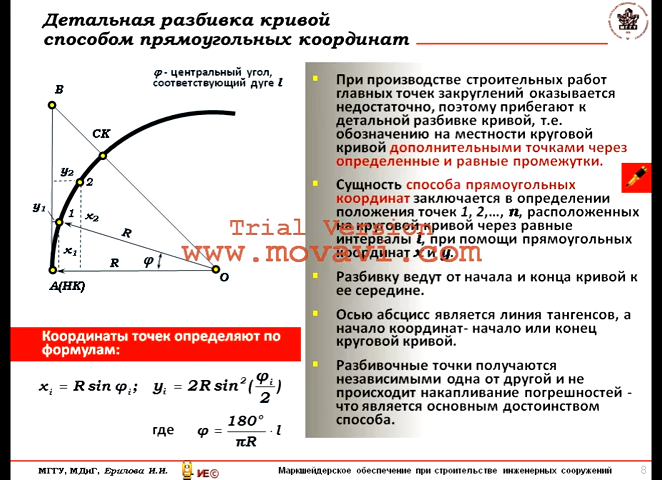 Детальная разбивка кривой
способом прямоугольных координат
φ - центральный угол,
соответствующий дуге l
B
СК
y₂
2
y₁
1
x₂
R
x₁
R
φ
А(НК)
О
Координаты точек определяют по
формулам:
xᵢ = R sin φᵢ; yᵢ = 2R sin²(φᵢ/2)
где φ = 180°/πR · l
При производстве строительных работ
главных точек закруглений оказывается
недостаточно, поэтому прибегают к
детальной разбивке кривой, т.е.
обозначению на местности круговой
кривой дополнительными точками через
определенные и равные промежутки.
Сущность способа прямоугольных
координат заключается в определении
положения точек 1, 2,…, n, расположенных
на круговой кривой через равные
интервалы l, при помощи прямоугольных
координат x и y.
Разбивку ведут от начала и конца кривой к
ее середине.
Осью абсцисс является линия тангенсов, а
начало координат- начало или конец
круговой кривой.
Разбивочные точки получаются
независимыми одна от другой и не
происходит накапливание погрешностей -
что является основным достоинством
способа.
Trial Version
www.movavi.com
МГГУ, МДиГ, Ерилова И.И.
ИЕ©
Маркшейдерское обеспечение при строительстве инженерных сооружений
8